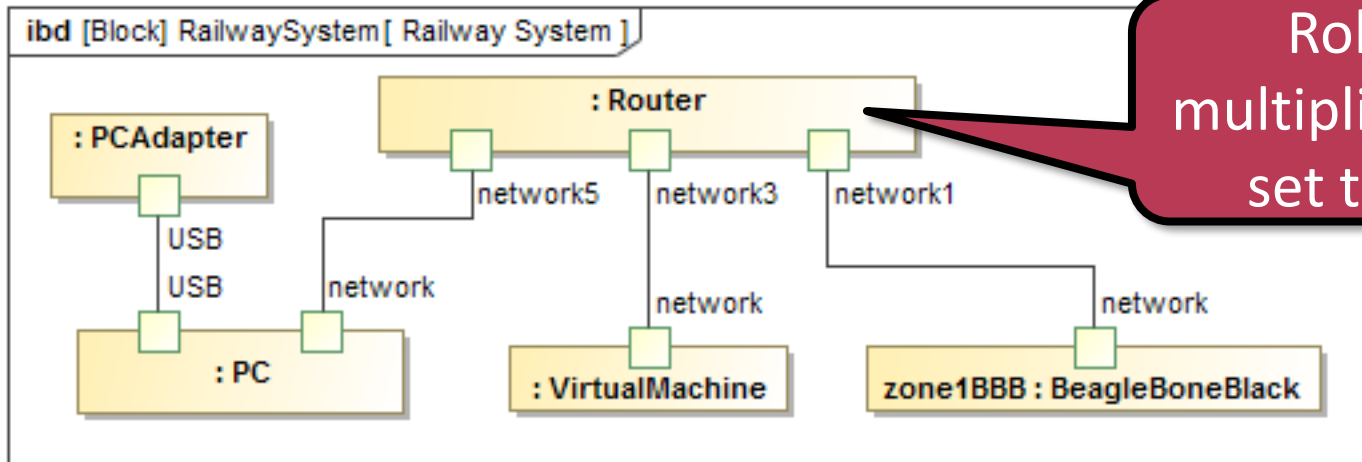 ibd [Block] RailwaySystem[ Railway System ]
: Router
: PCAdapter
network5
network3
network1
USB
USB
network
network
network
: PC
: VirtualMachine
zone1BBB : BeagleBoneBlack
set